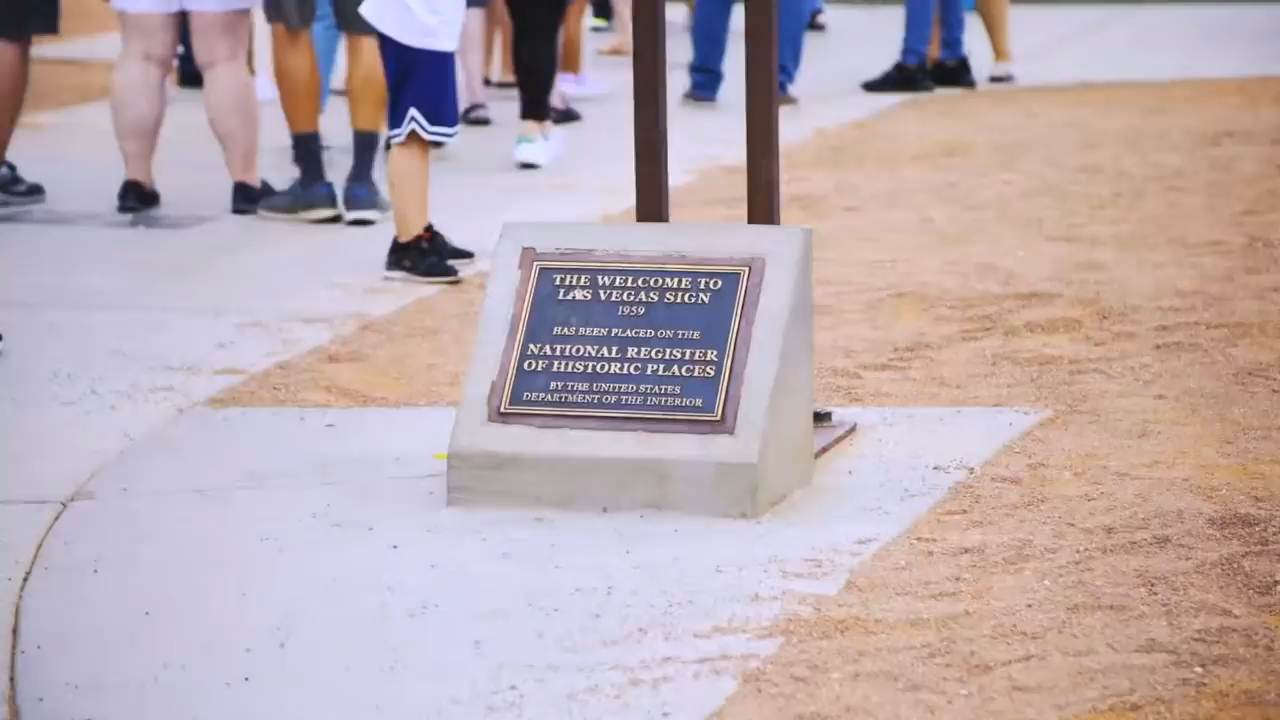 THE WELCOME TO
LAS VEGAS SIGN
1959
HAS BEEN PLACED ON THE
NATIONAL REGISTER
OF HISTORIC PLACES
BY THE UNITED STATES
DEPARTMENT OF THE INTERIOR